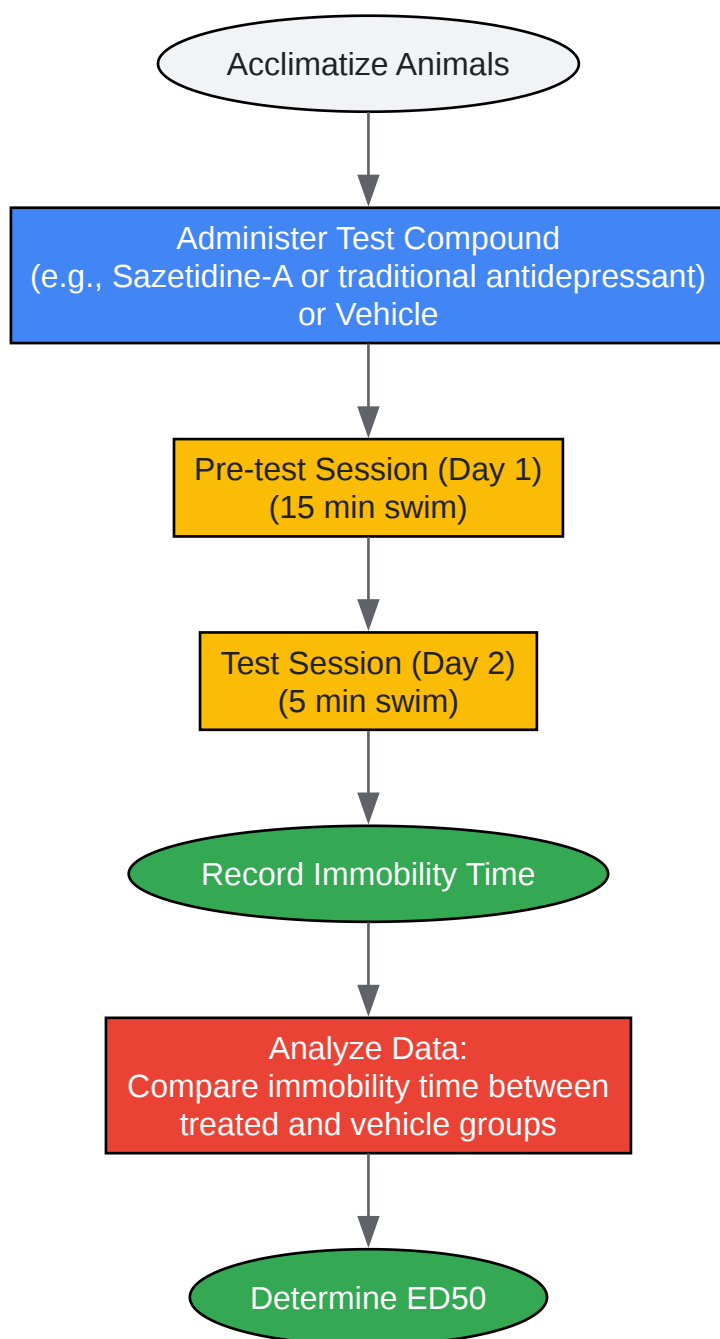 Acclimatize Animals
Administer Test Compound
(e.g., Sazetidine-A or traditional antidepressant)
or Vehicle
Pre-test Session (Day 1)
(15 min swim)
Test Session (Day 2)
(5 min swim)
Record Immobility Time
Analyze Data:
Compare immobility time between
treated and vehicle groups
Determine ED50